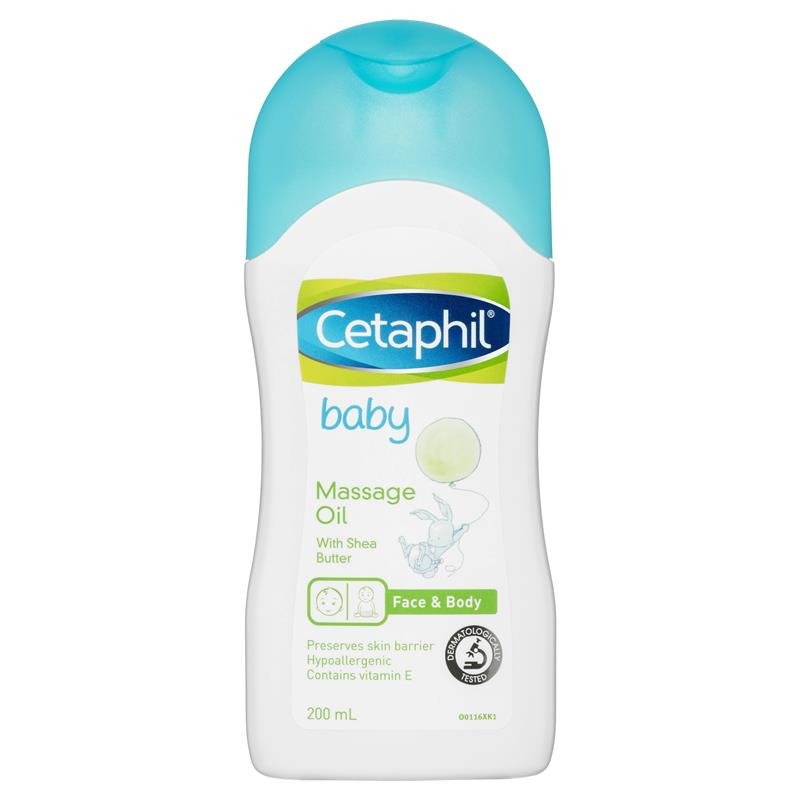 Cetaphil®
baby
Massage
Oil
With Shea
Butter
Face & Body
Preserves skin barrier
Hypoallergenic
Contains vitamin E
DERMATOLOGICALLY
TESTED
200 mL
O0116XK1